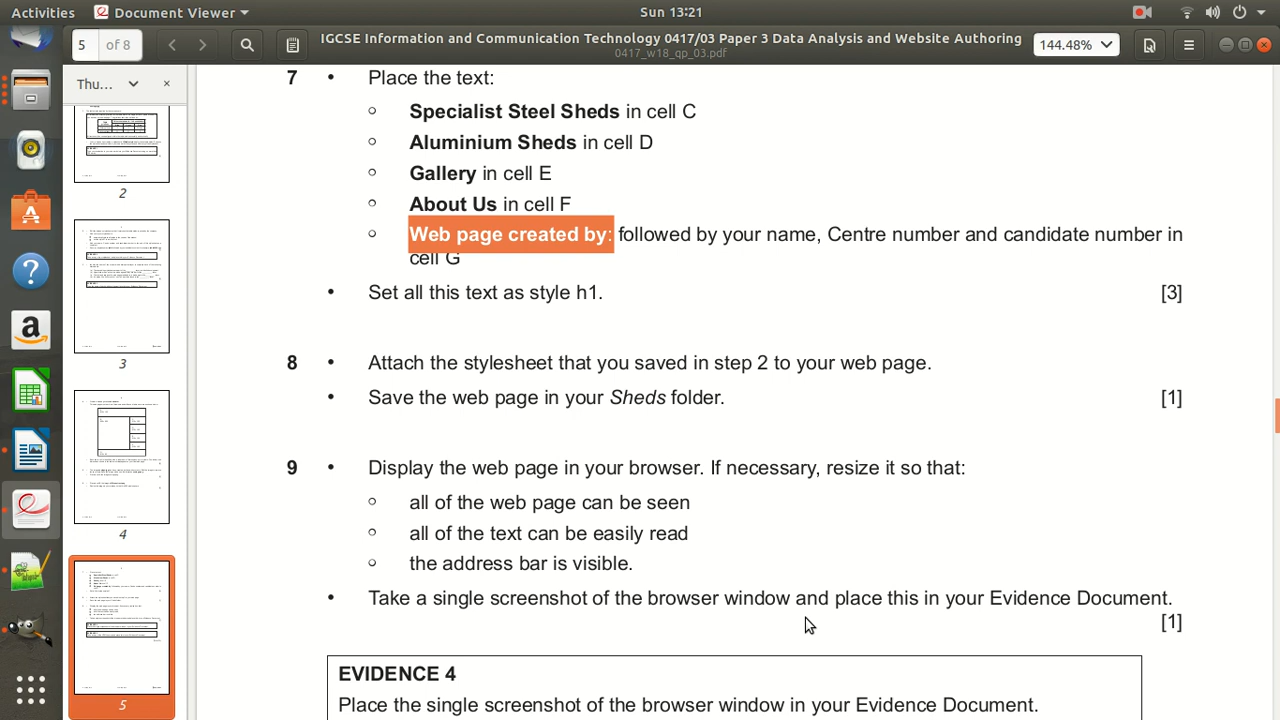 Activities Document Viewer Sun 13:21
5 of 8 IGCSE Information and Communication Technology 0417/03 Paper 3 Data Analysis and Website Authoring 144.48%
0417_w18_qp_03.pdf
Thu...
2
3
4
5
7 • Place the text:
○ Specialist Steel Sheds in cell C
○ Aluminium Sheds in cell D
○ Gallery in cell E
○ About Us in cell F
○ Web page created by: followed by your name, Centre number and candidate number in
cell G
• Set all this text as style h1. [3]
8 • Attach the stylesheet that you saved in step 2 to your web page.
• Save the web page in your Sheds folder. [1]
9 • Display the web page in your browser. If necessary, resize it so that:
○ all of the web page can be seen
○ all of the text can be easily read
○ the address bar is visible.
• Take a single screenshot of the browser window and place this in your Evidence Document.
[1]
EVIDENCE 4
Place the single screenshot of the browser window in your Evidence Document.